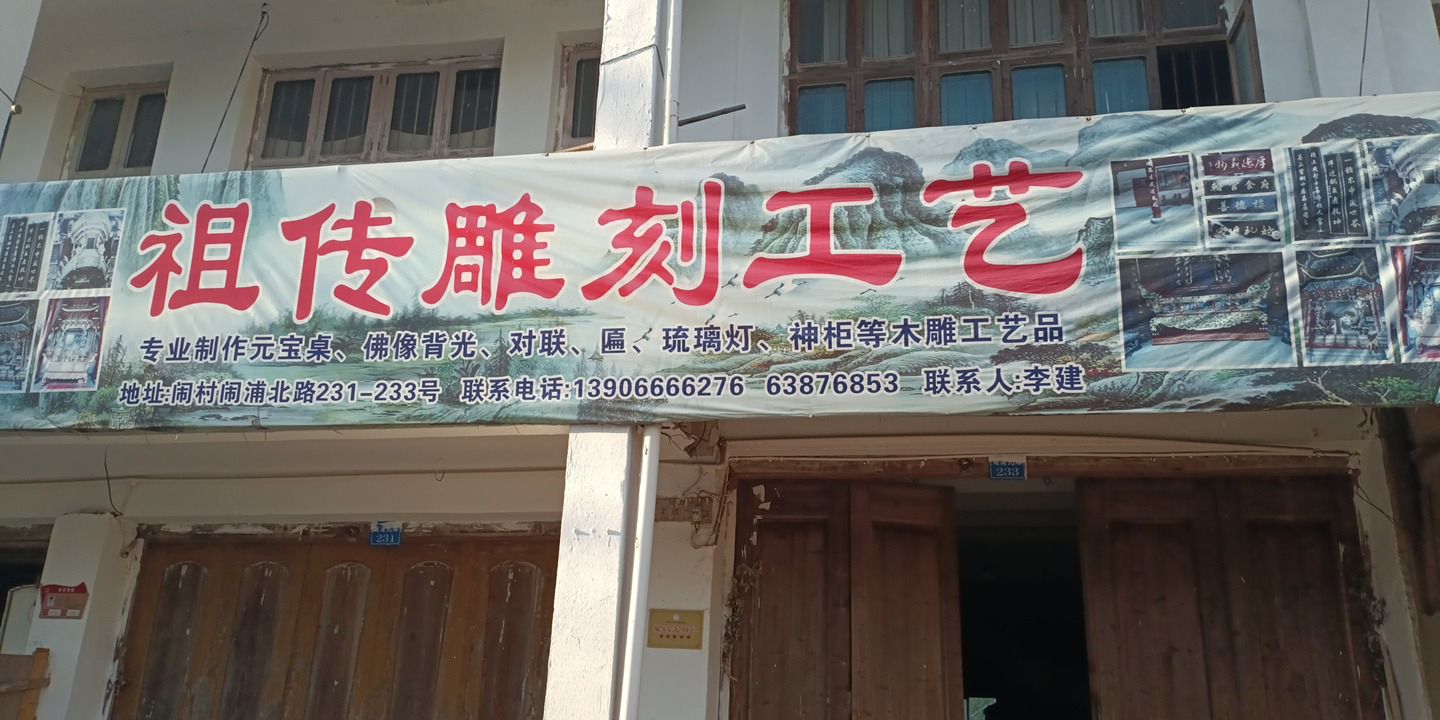 祖传雕刻工艺
专业制作元宝桌、佛像背光、对联、匾、琉璃灯、神柜等木雕工艺品
地址:闹村闹浦北路231-233号 联系电话:13906666276 63876853 联系人:李建
231
233